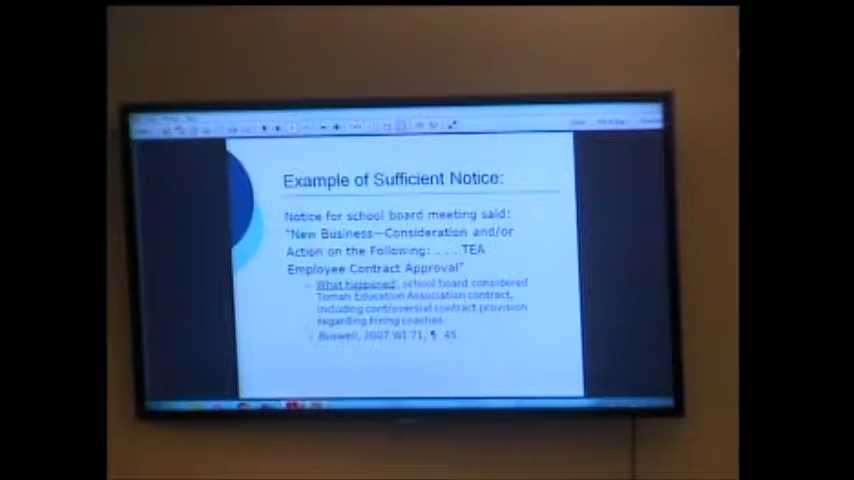 Example of Sufficient Notice:
Notice for school board meeting said:
"New Business—Consideration and/or
Action on the Following: . . . TEA
Employee Contract Approval"
- What happened: school board considered
Tomah Education Association contract,
including controversial contract provision
regarding hiring coaches.
- Buswell, 2007 WI 71, ¶ 45.